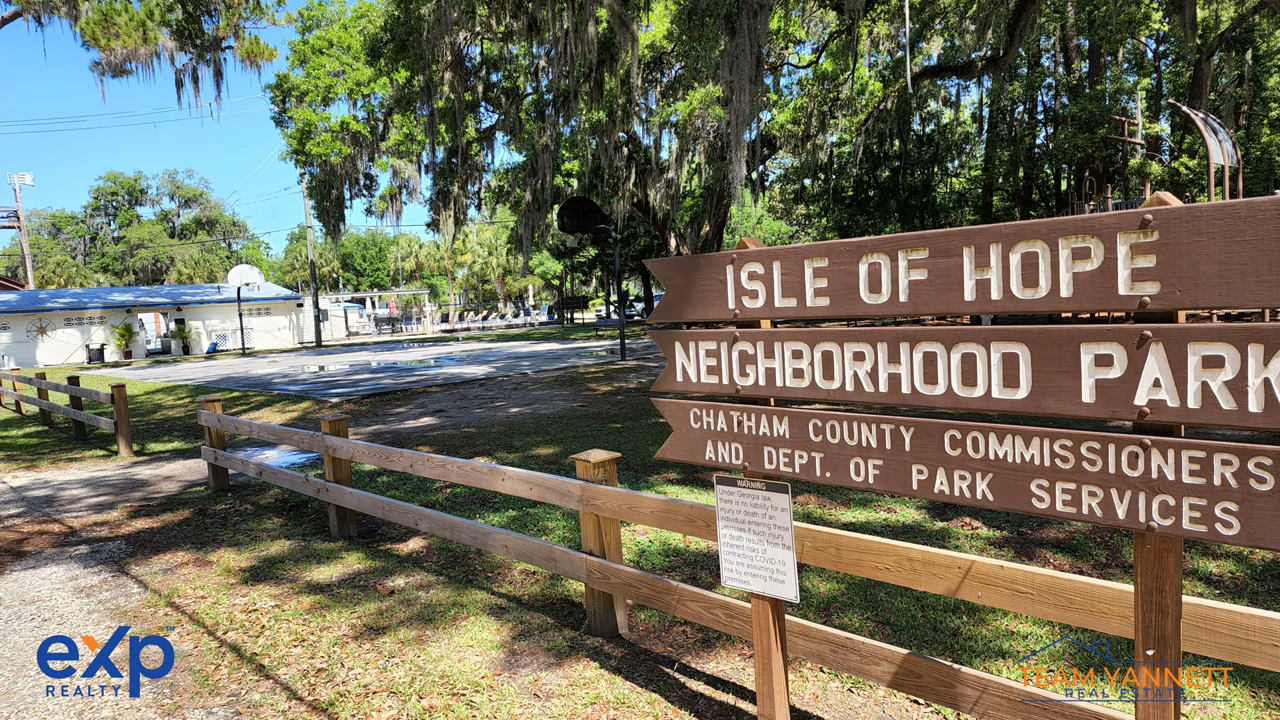 ISLE OF HOPE
NEIGHBORHOOD PARK
CHATHAM COUNTY COMMISSIONERS
AND. DEPT. OF PARK SERVICES
WARNING
Under Georgia law,
there is no liability for an
injury or death of an
individual entering these
premises if such injury
or death results from the
inherent risks of
contracting COVID-19
You are assuming this
risk by entering these
premises.
eXp™
REALTY
TEAM YANNETT
REAL ESTATE